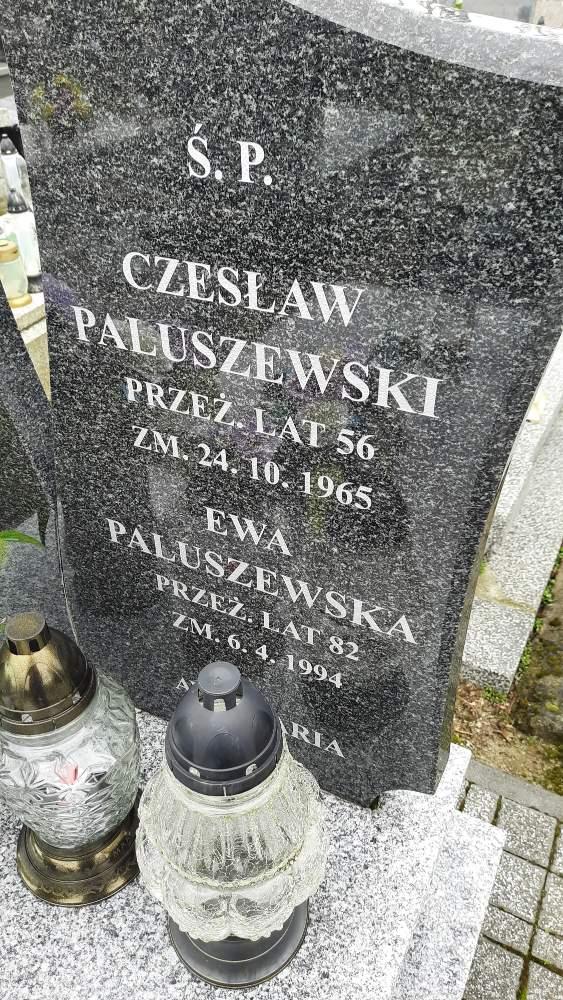 Ś. P.
CZESŁAW
PALUSZEWSKI
PRZEŻ. LAT 56
ZM. 24. 10. 1965
EWA
PALUSZEWSKA
PRZEŻ. LAT 82
ZM. 6. 4. 1994